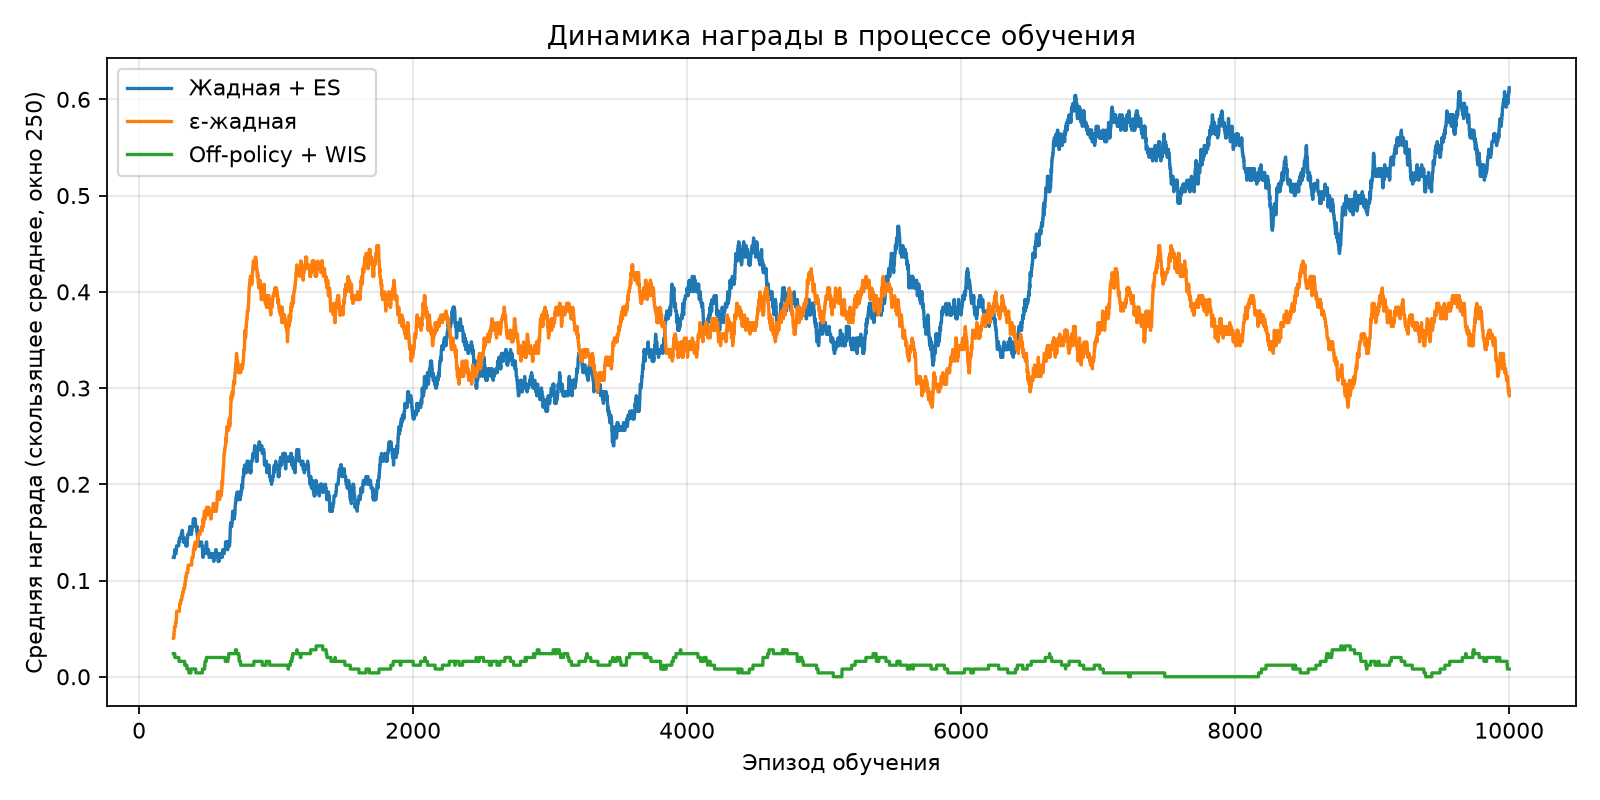 Динамика награды в процессе обучения
Жадная + ES
ε-жадная
Off-policy + WIS
Средняя награда (скользящее среднее, окно 250)
0.6
0.5
0.4
0.3
0.2
0.1
0.0
0 2000 4000 6000 8000 10000
Эпизод обучения